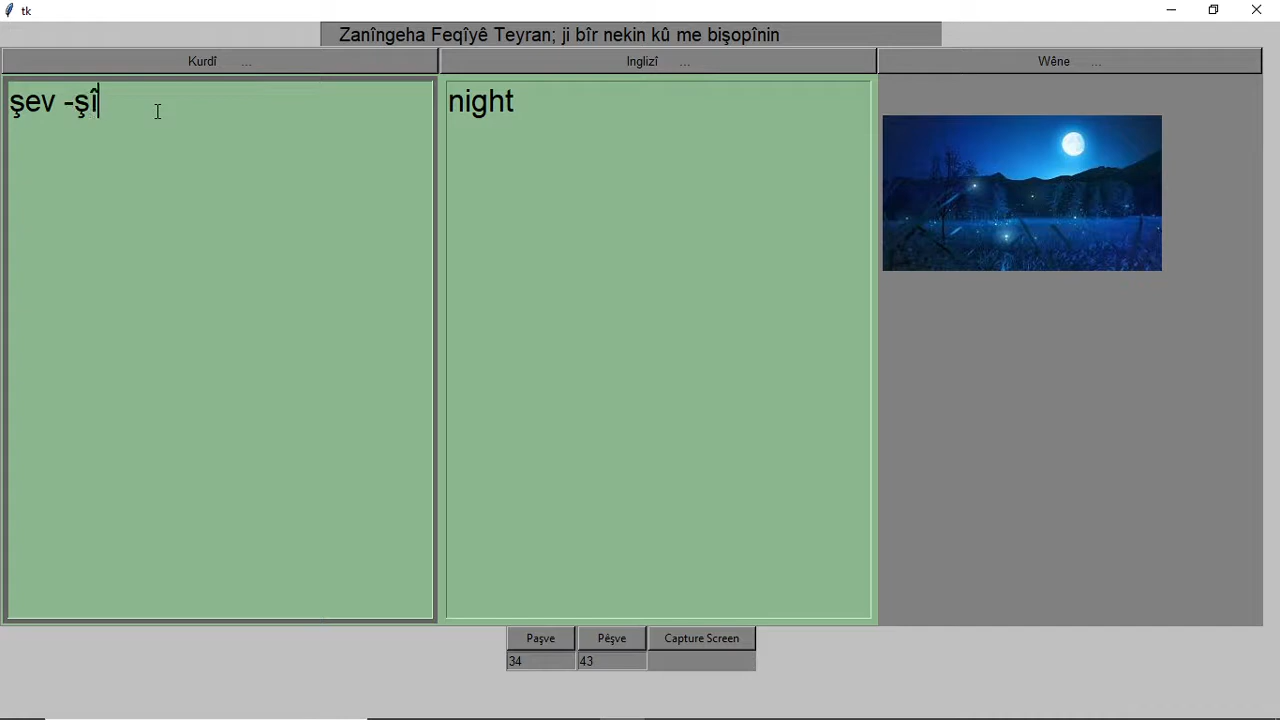 tk
Zanîngeha Feqîyê Teyran; ji bîr nekin kû me bişopînin
Kurdî ...
Inglizî ...
Wêne ...
şev -şî
night
Paşve
Pêşve
Capture Screen
34
43